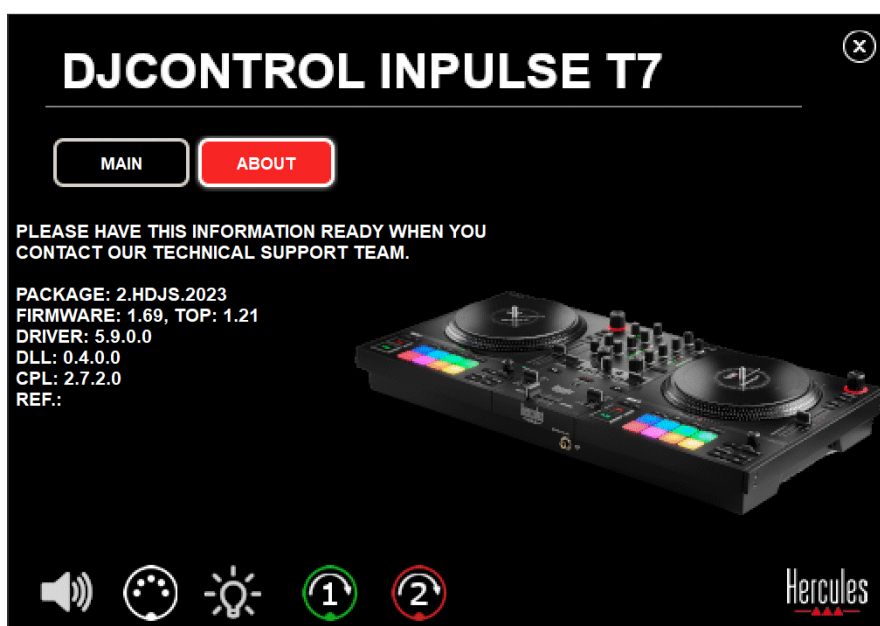 DJCONTROL INPULSE T7
MAIN
ABOUT
PLEASE HAVE THIS INFORMATION READY WHEN YOU
CONTACT OUR TECHNICAL SUPPORT TEAM.
PACKAGE: 2.HDJS.2023
FIRMWARE: 1.69, TOP: 1.21
DRIVER: 5.9.0.0
DLL: 0.4.0.0
CPL: 2.7.2.0
REF.:
1
2
Hercules